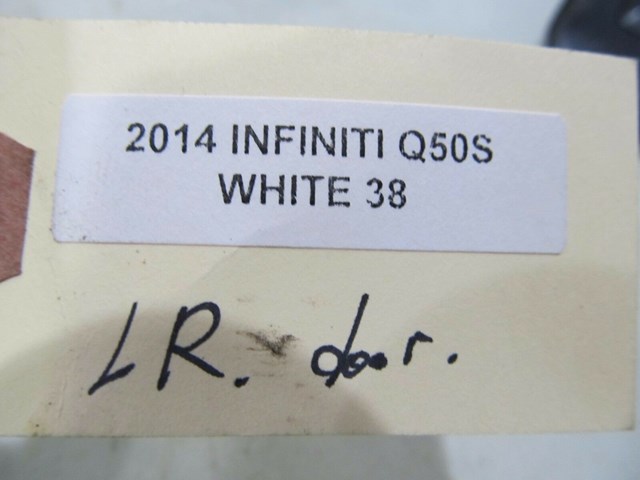 2014 INFINITI Q50S
WHITE 38
LR. door.